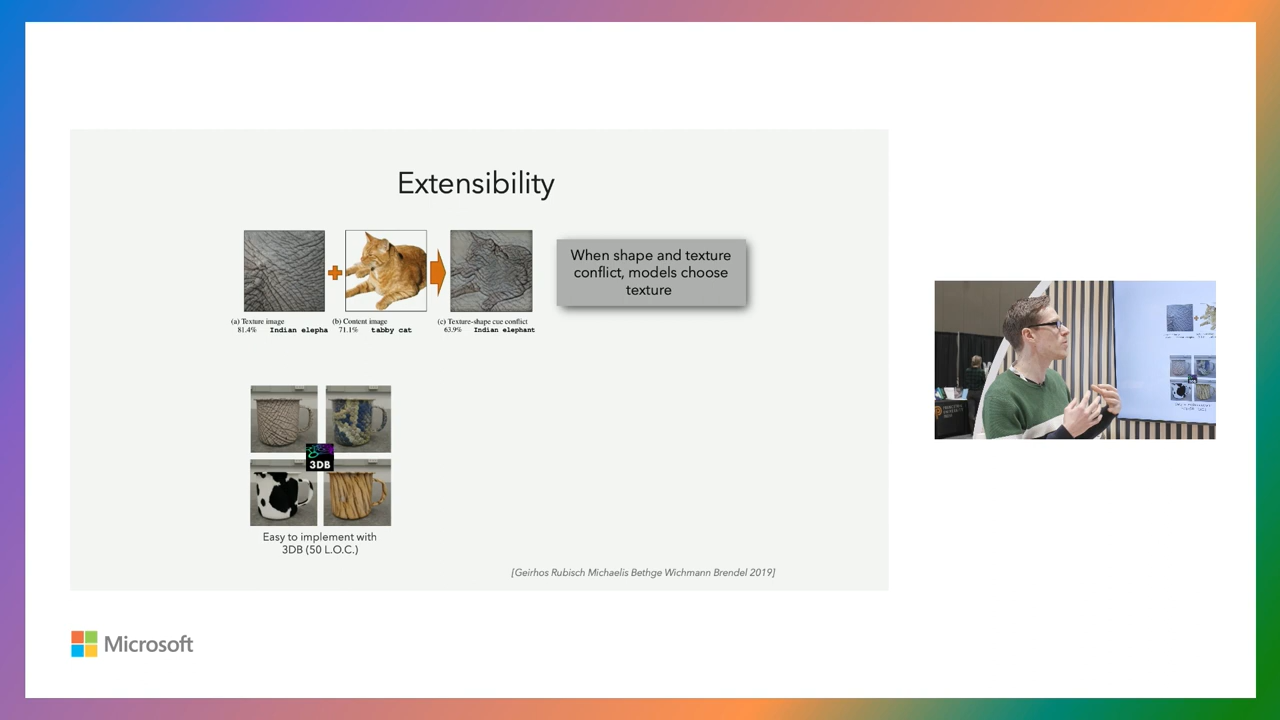 Extensibility
When shape and texture
conflict, models choose
texture
(a) Texture image
81.4% Indian elepha
(b) Content image
71.1% tabby cat
(c) Texture-shape cue conflict
63.9% Indian elephant
3DB
Easy to implement with
3DB (50 L.O.C.)
[Geirhos Rubisch Michaelis Bethge Wichmann Brendel 2019]
Microsoft